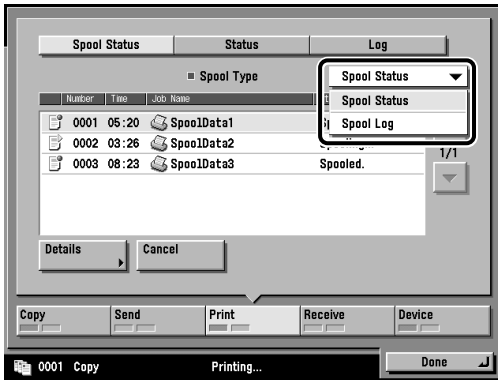 Spool Status Status Log
Spool Type Spool Status
Number Time Job Name
Spool Status
0001 05:20 SpoolData1
Spool Log
0002 03:26 SpoolData2
1/1
0003 08:23 SpoolData3 Spooled.
Details Cancel
Copy Send Print Receive Device
0001 Copy Printing... Done